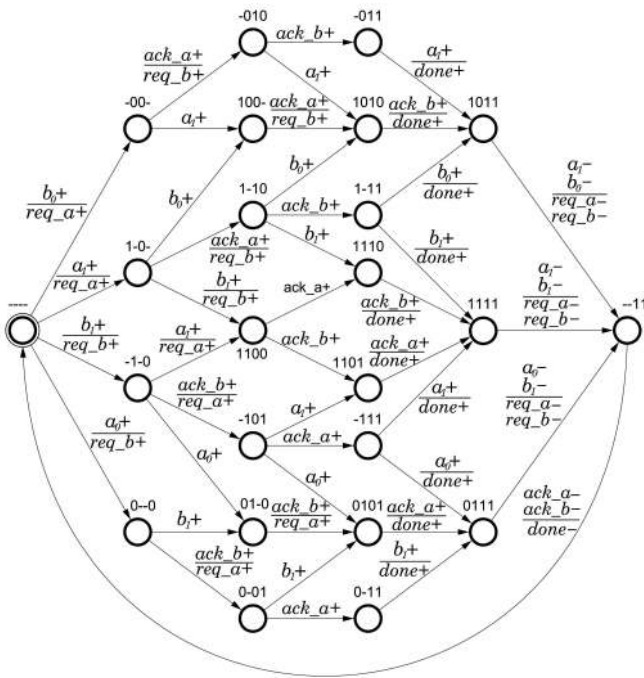 -010
ack_b+
-011
ack_a+
req_b+
a₁+
a₁+
done+
-00-
a₁+
100-
ack_a+
req_b+
1010
ack_b+
done+
1011
b₀+
req_a+
b₀+
b₀+
1-10
ack_b+
1-11
b₀+
done+
a₁-
b₀-
req_a-
req_b-
1-0-
ack_a+
req_b+
b₁+
1110
b₁+
done+
a₁+
req_a+
b₁+
req_b+
ack_a+
ack_b+
done+
1111
a₁-
b₁-
req_a-
req_b-
--11
----
b₁+
req_b+
a₁+
req_a+
1100
ack_b+
1101
ack_a+
done+
-1-0
ack_b+
req_a+
a₁+
a₁+
done+
a₀-
b₁-
req_a-
req_b-
a₀+
req_b+
-101
ack_a+
-111
a₀+
a₀+
a₀+
done+
0--0
b₁+
01-0
ack_b+
req_a+
0101
ack_a+
done+
0111
ack_a-
ack_b-
done-
ack_b+
req_a+
b₁+
b₁+
done+
0-01
ack_a+
0-11